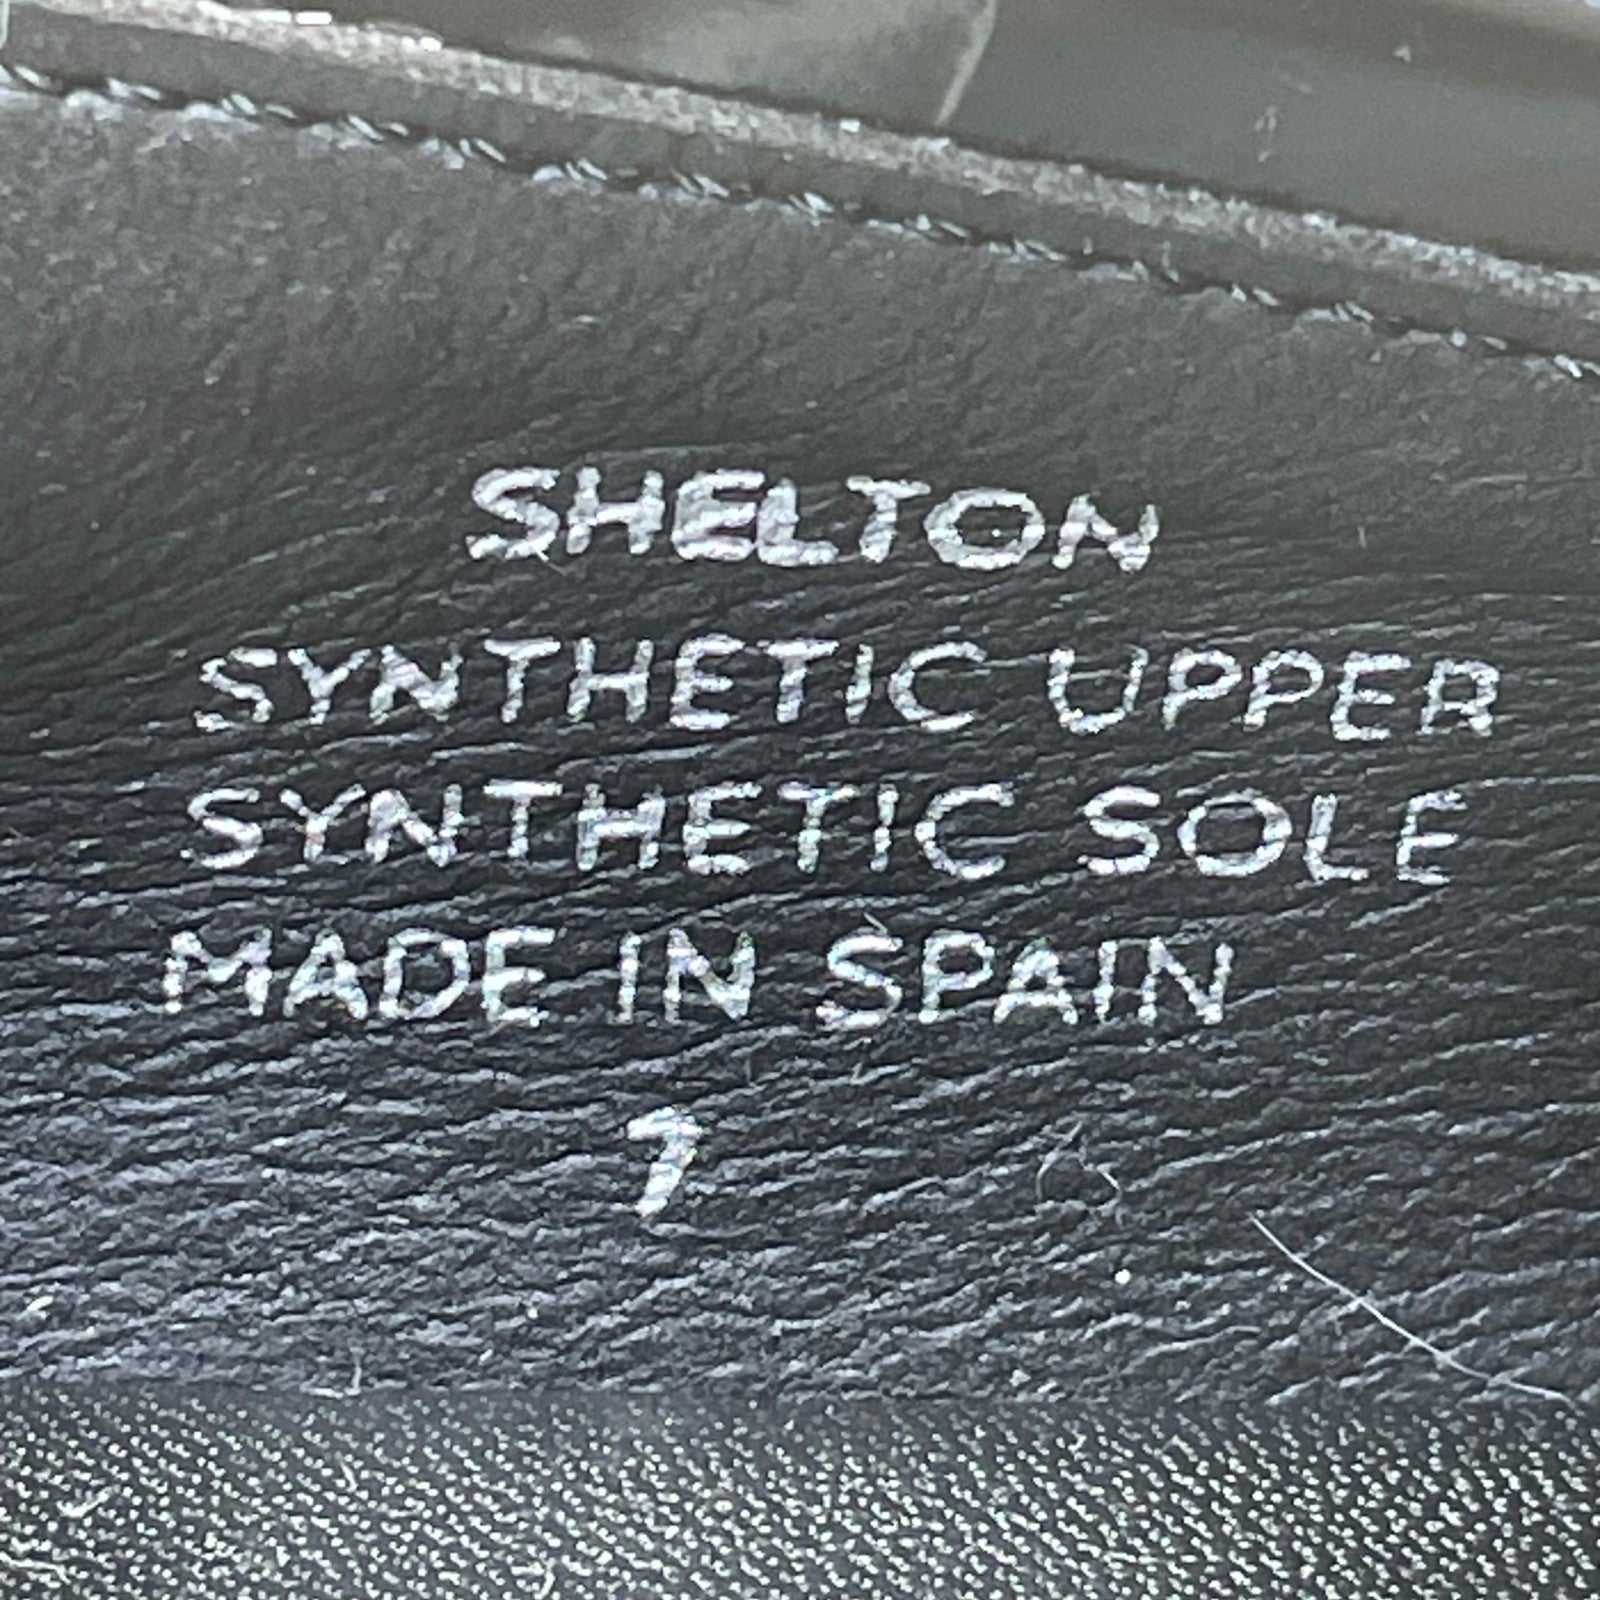 SHELTON
SYNTHETIC UPPER
SYNTHETIC SOLE
MADE IN SPAIN
7